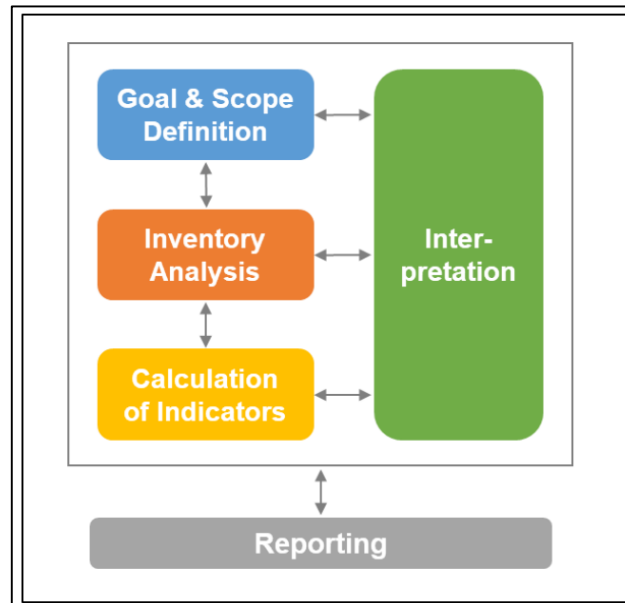 Goal & Scope
Definition
Inventory
Analysis
Calculation
of Indicators
Inter-
pretation
Reporting